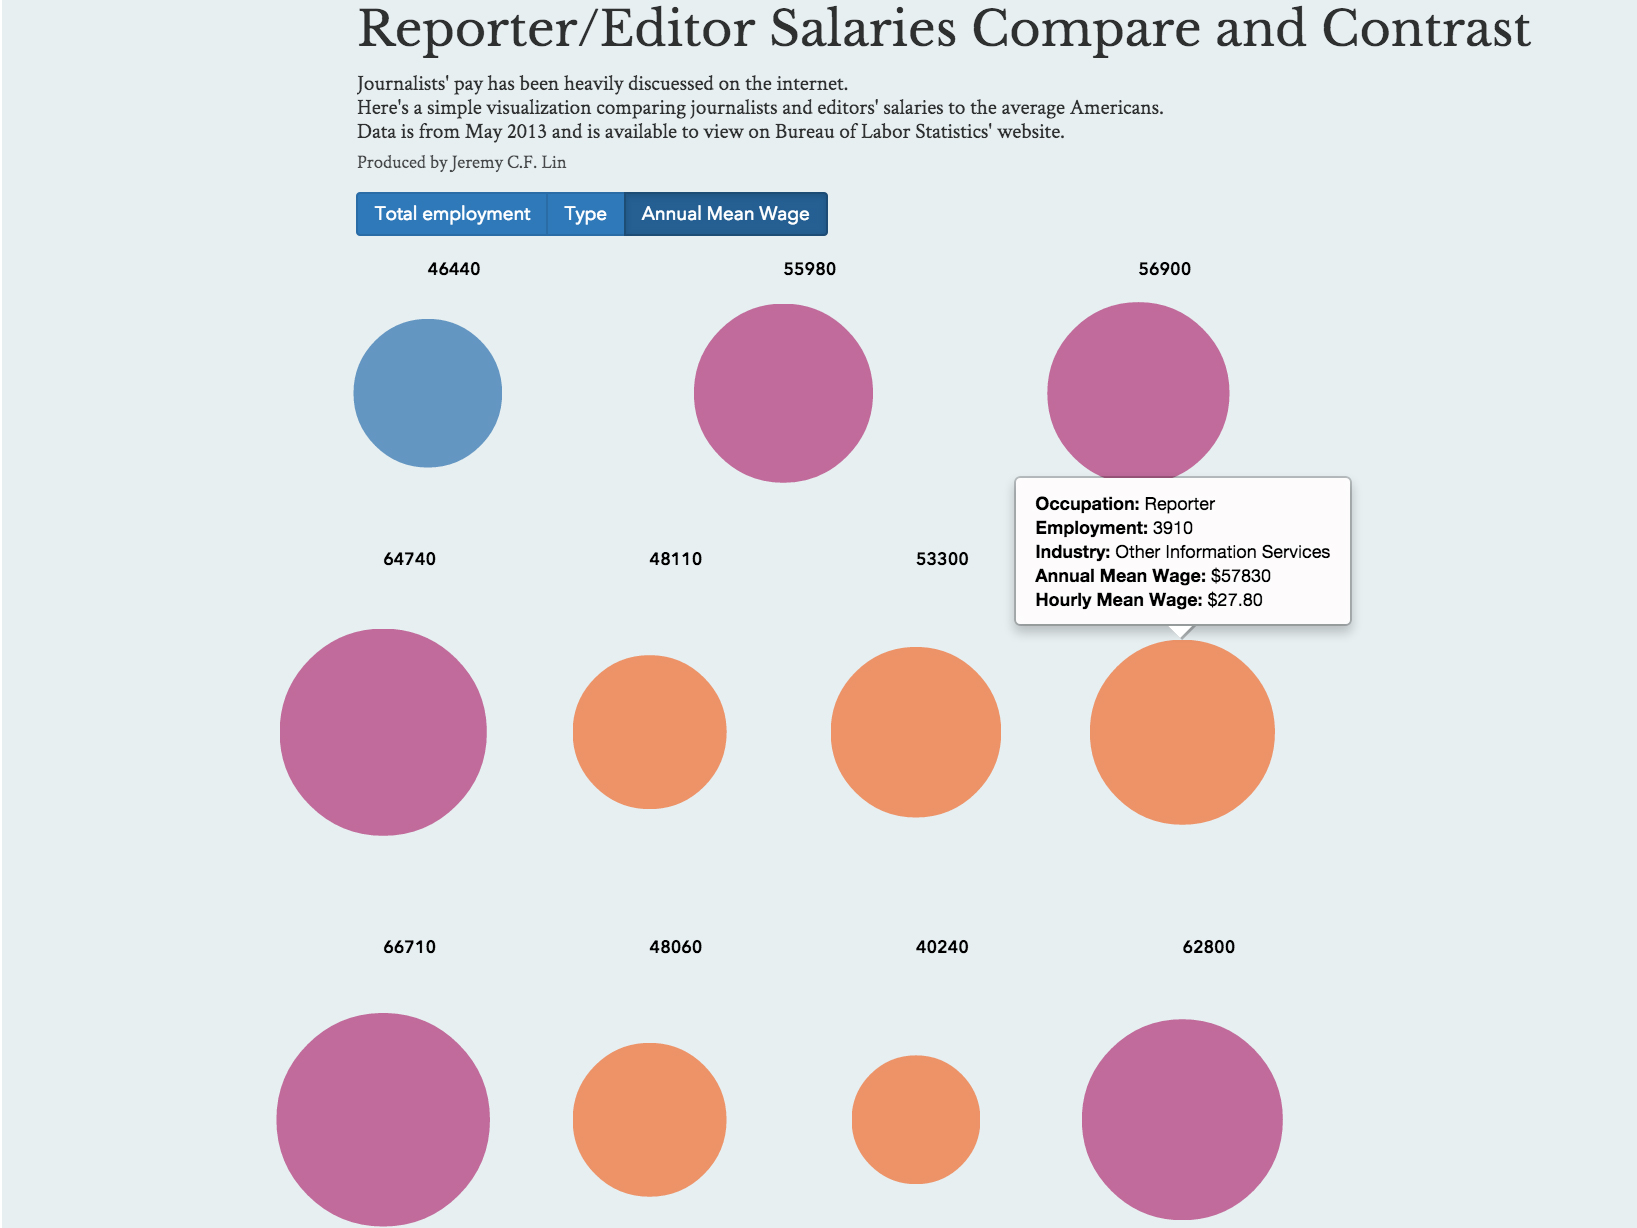 Reporter/Editor Salaries Compare and Contrast
Journalists' pay has been heavily discuessed on the internet.
Here's a simple visualization comparing journalists and editors' salaries to the average Americans.
Data is from May 2013 and is available to view on Bureau of Labor Statistics' website.
Produced by Jeremy C.F. Lin
Total employment Type Annual Mean Wage
46440 55980 56900
Occupation: Reporter
Employment: 3910
Industry: Other Information Services
Annual Mean Wage: $57830
Hourly Mean Wage: $27.80
64740 48110 53300
66710 48060 40240 62800